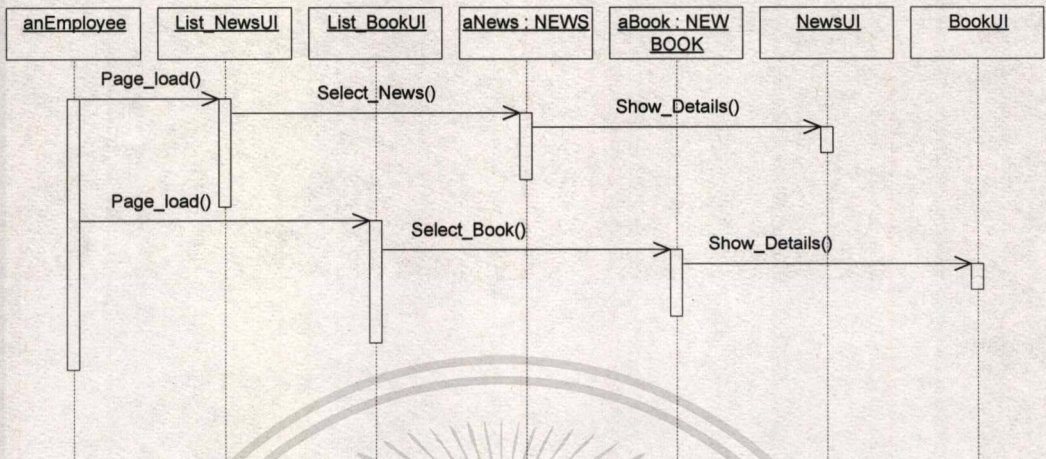 anEmployee
List_NewsUI
List_BookUI
aNews : NEWS
aBook : NEW
BOOK
NewsUI
BookUI
Page_load()
Select_News()
Show_Details()
Page_load()
Select_Book()
Show_Details()